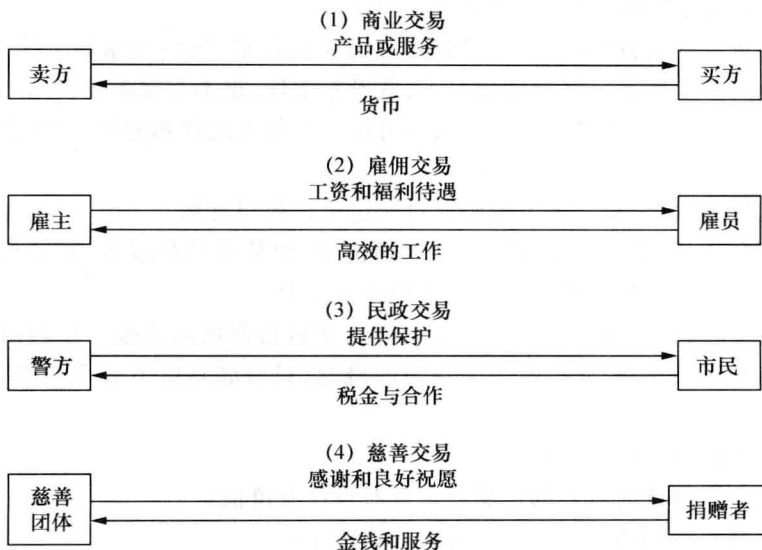 (1) 商业交易
产品或服务
卖方
买方
货币
(2) 雇佣交易
工资和福利待遇
雇主
雇员
高效的工作
(3) 民政交易
提供保护
警方
市民
税金与合作
(4) 慈善交易
感谢和良好祝愿
慈善
团体
捐赠者
金钱和服务